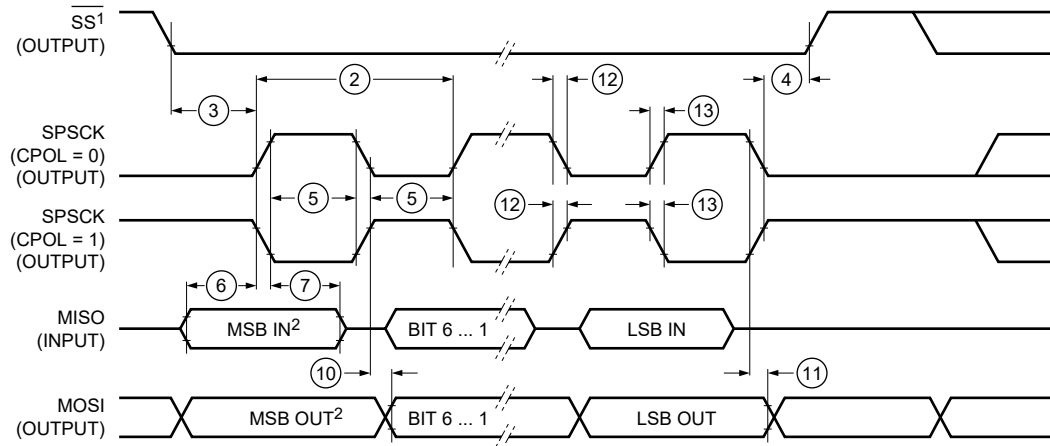 SS1
(OUTPUT)
2
12
4
3
13
SPSCK
(CPOL = 0)
(OUTPUT)
5
5
12
13
SPSCK
(CPOL = 1)
(OUTPUT)
6
7
MISO
(INPUT)
MSB IN2
BIT 6 ... 1
LSB IN
10
11
MOSI
(OUTPUT)
MSB OUT2
BIT 6 ... 1
LSB OUT